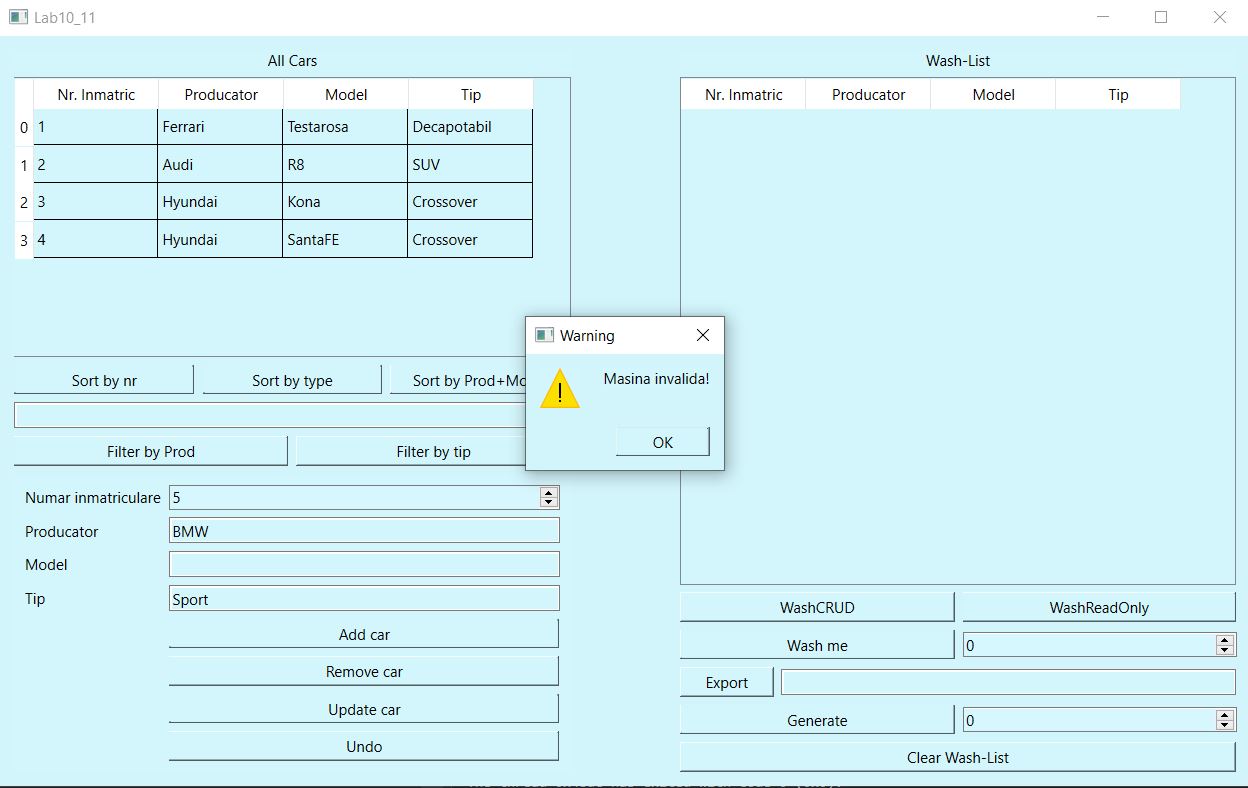 Lab10_11
All Cars
Nr. Inmatric Producator Model Tip
0 1 Ferrari Testarosa Decapotabil
1 2 Audi R8 SUV
2 3 Hyundai Kona Crossover
3 4 Hyundai SantaFE Crossover
Sort by nr Sort by type Sort by Prod+Mo
Filter by Prod Filter by tip
Numar inmatriculare 5
Producator BMW
Model
Tip Sport
Add car
Remove car
Update car
Undo
Warning
Masina invalida!
OK
Wash-List
Nr. Inmatric Producator Model Tip
WashCRUD WashReadOnly
Wash me 0
Export
Generate 0
Clear Wash-List